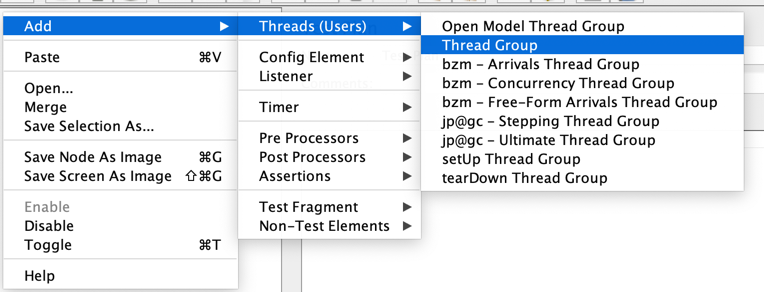 Add
Paste ⌘V
Open...
Merge
Save Selection As...
Save Node As Image ⌘G
Save Screen As Image ⇧⌘G
Enable
Disable
Toggle ⌘T
Help
Threads (Users)
Config Element
Listener
Timer
Pre Processors
Post Processors
Assertions
Test Fragment
Non-Test Elements
Open Model Thread Group
Thread Group
bzm - Arrivals Thread Group
bzm - Concurrency Thread Group
bzm - Free-Form Arrivals Thread Group
jp@gc - Stepping Thread Group
jp@gc - Ultimate Thread Group
setUp Thread Group
tearDown Thread Group